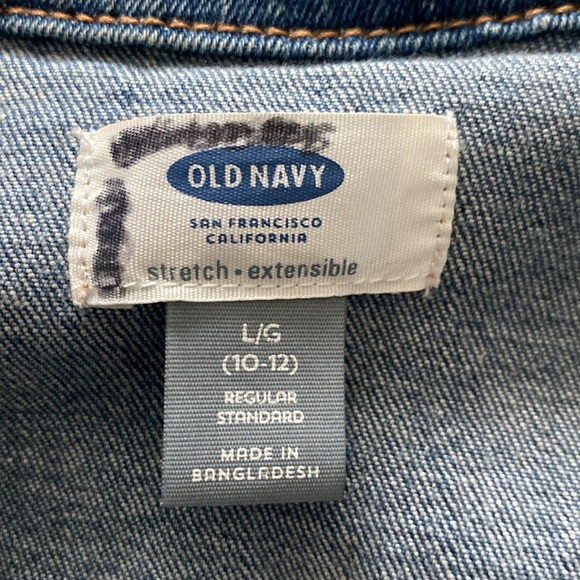 OLD NAVY
SAN FRANCISCO
CALIFORNIA
stretch • extensible
L/G
(10-12)
REGULAR
STANDARD
MADE IN
BANGLADESH